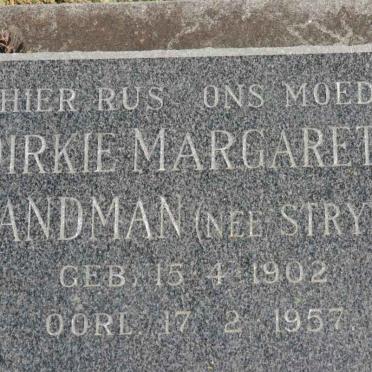 HIER RUS ONS MOED
DIRKIE MARGARET
ANDMAN (NEE STRY
GEB. 15-4-1902
OORL. 17-2-1957.